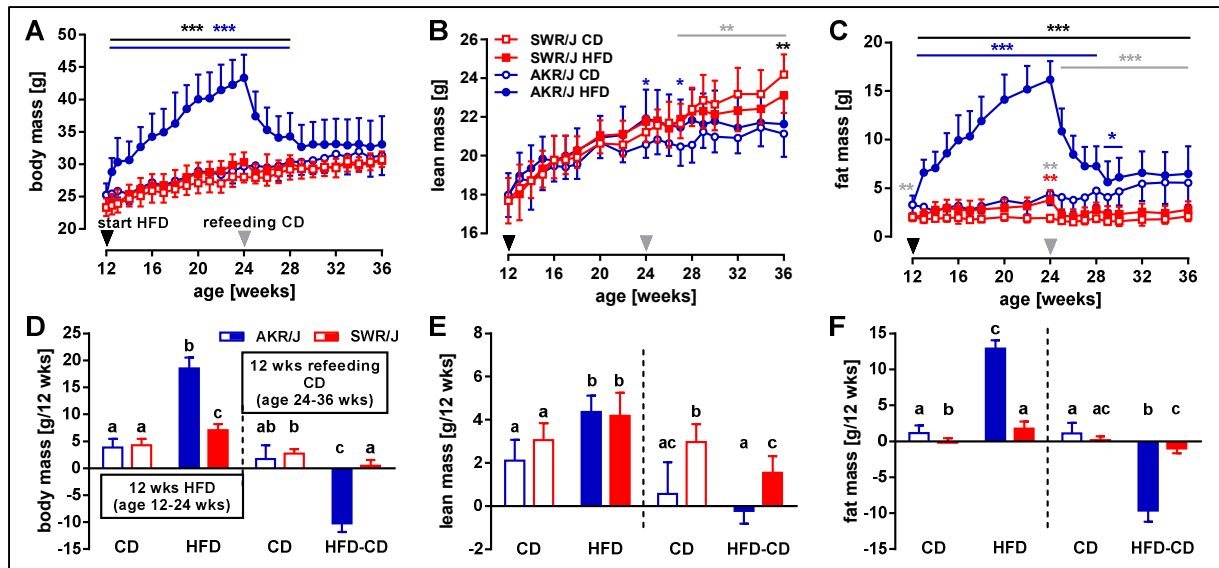 A
*** ***
body mass [g]
50
45
40
35
30
25
20
start HFD
refeeding CD
12 16 20 24 28 32 36
age [weeks]
B
SWR/J CD
SWR/J HFD
AKR/J CD
AKR/J HFD
**
**
* *
lean mass [g]
26
24
22
20
18
16
12 16 20 24 28 32 36
age [weeks]
C
***
***
***
*
**
**
**
fat mass [g]
20
15
10
5
0
12 16 20 24 28 32 36
age [weeks]
D
AKR/J SWR/J
body mass [g/12 wks]
25
20
15
10
5
0
-5
-10
-15
a a b c ab b c a
12 wks refeeding
CD
(age 24-36 wks)
12 wks HFD
(age 12-24 wks)
CD HFD CD HFD-CD
E
lean mass [g/12 wks]
8
6
4
2
0
-2
a a b b ac b a c
CD HFD CD HFD-CD
F
fat mass [g/12 wks]
15
10
5
0
-5
-10
-15
a b c a a ac b c
CD HFD CD HFD-CD